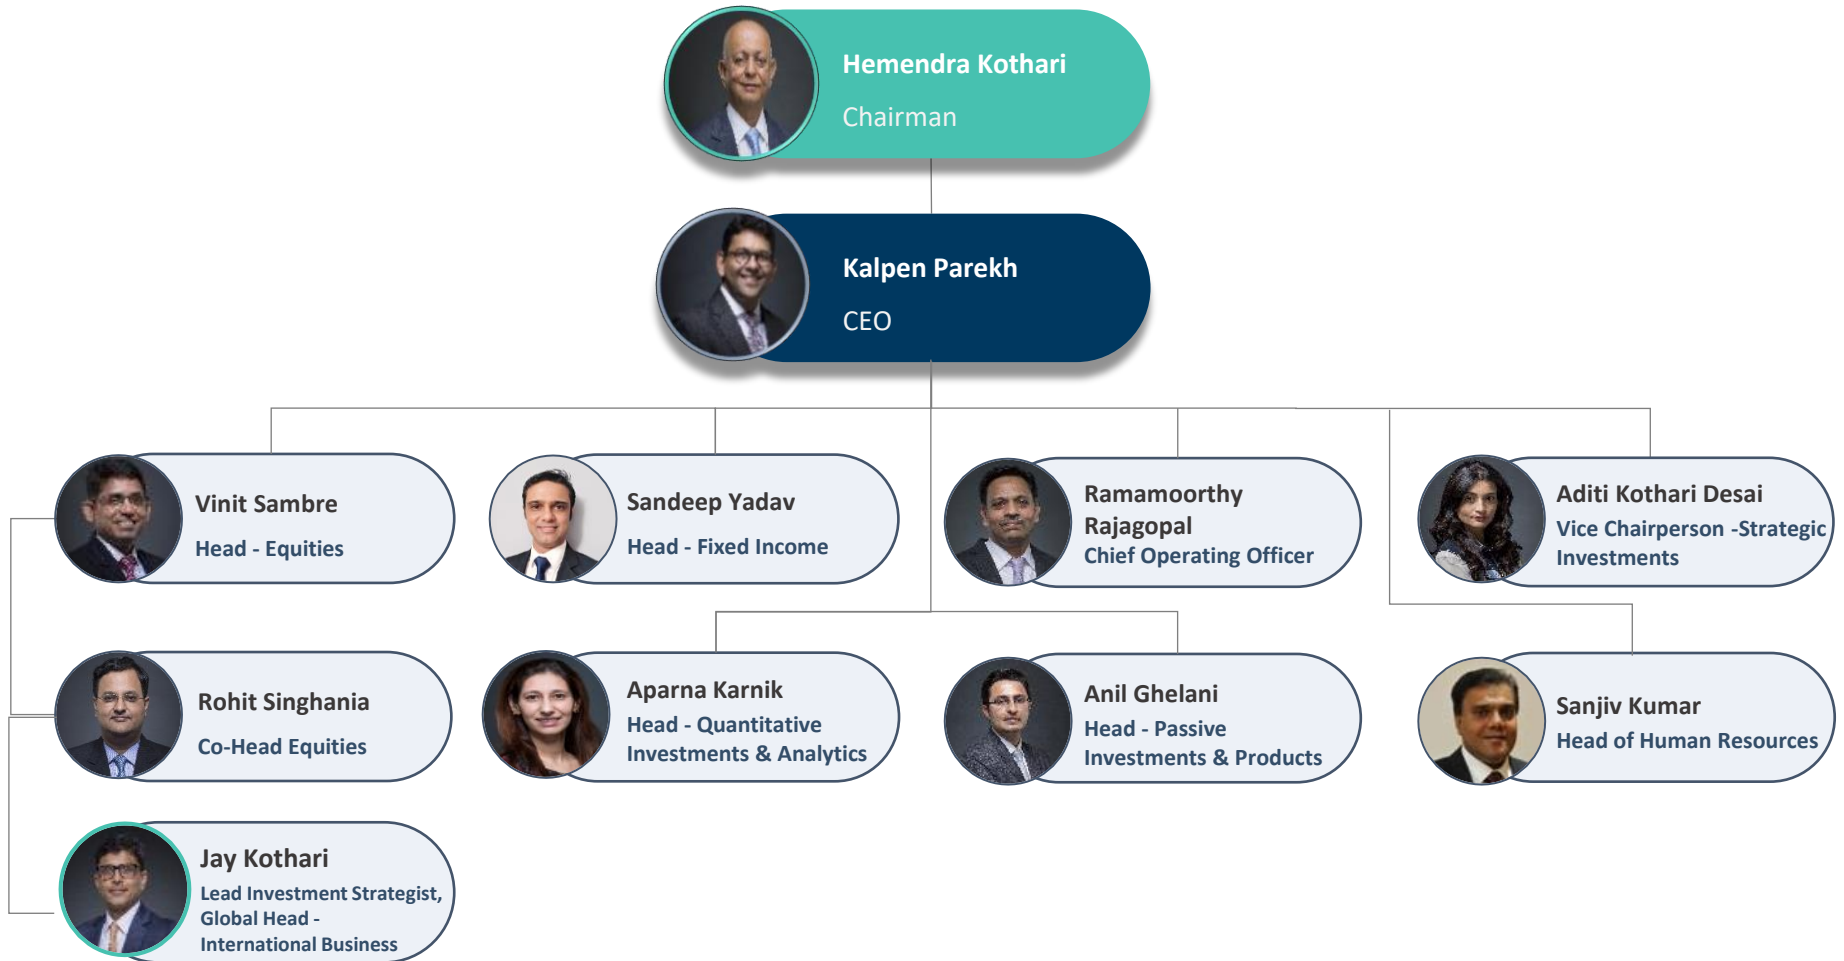 Hemendra Kothari
Chairman
Kalpen Parekh
CEO
Vinit Sambre
Head - Equities
Sandeep Yadav
Head - Fixed Income
Ramamoorthy
Rajagopal
Chief Operating Officer
Aditi Kothari Desai
Vice Chairperson -Strategic
Investments
Rohit Singhania
Co-Head Equities
Aparna Karnik
Head - Quantitative
Investments & Analytics
Anil Ghelani
Head - Passive
Investments & Products
Sanjiv Kumar
Head of Human Resources
Jay Kothari
Lead Investment Strategist,
Global Head -
International Business